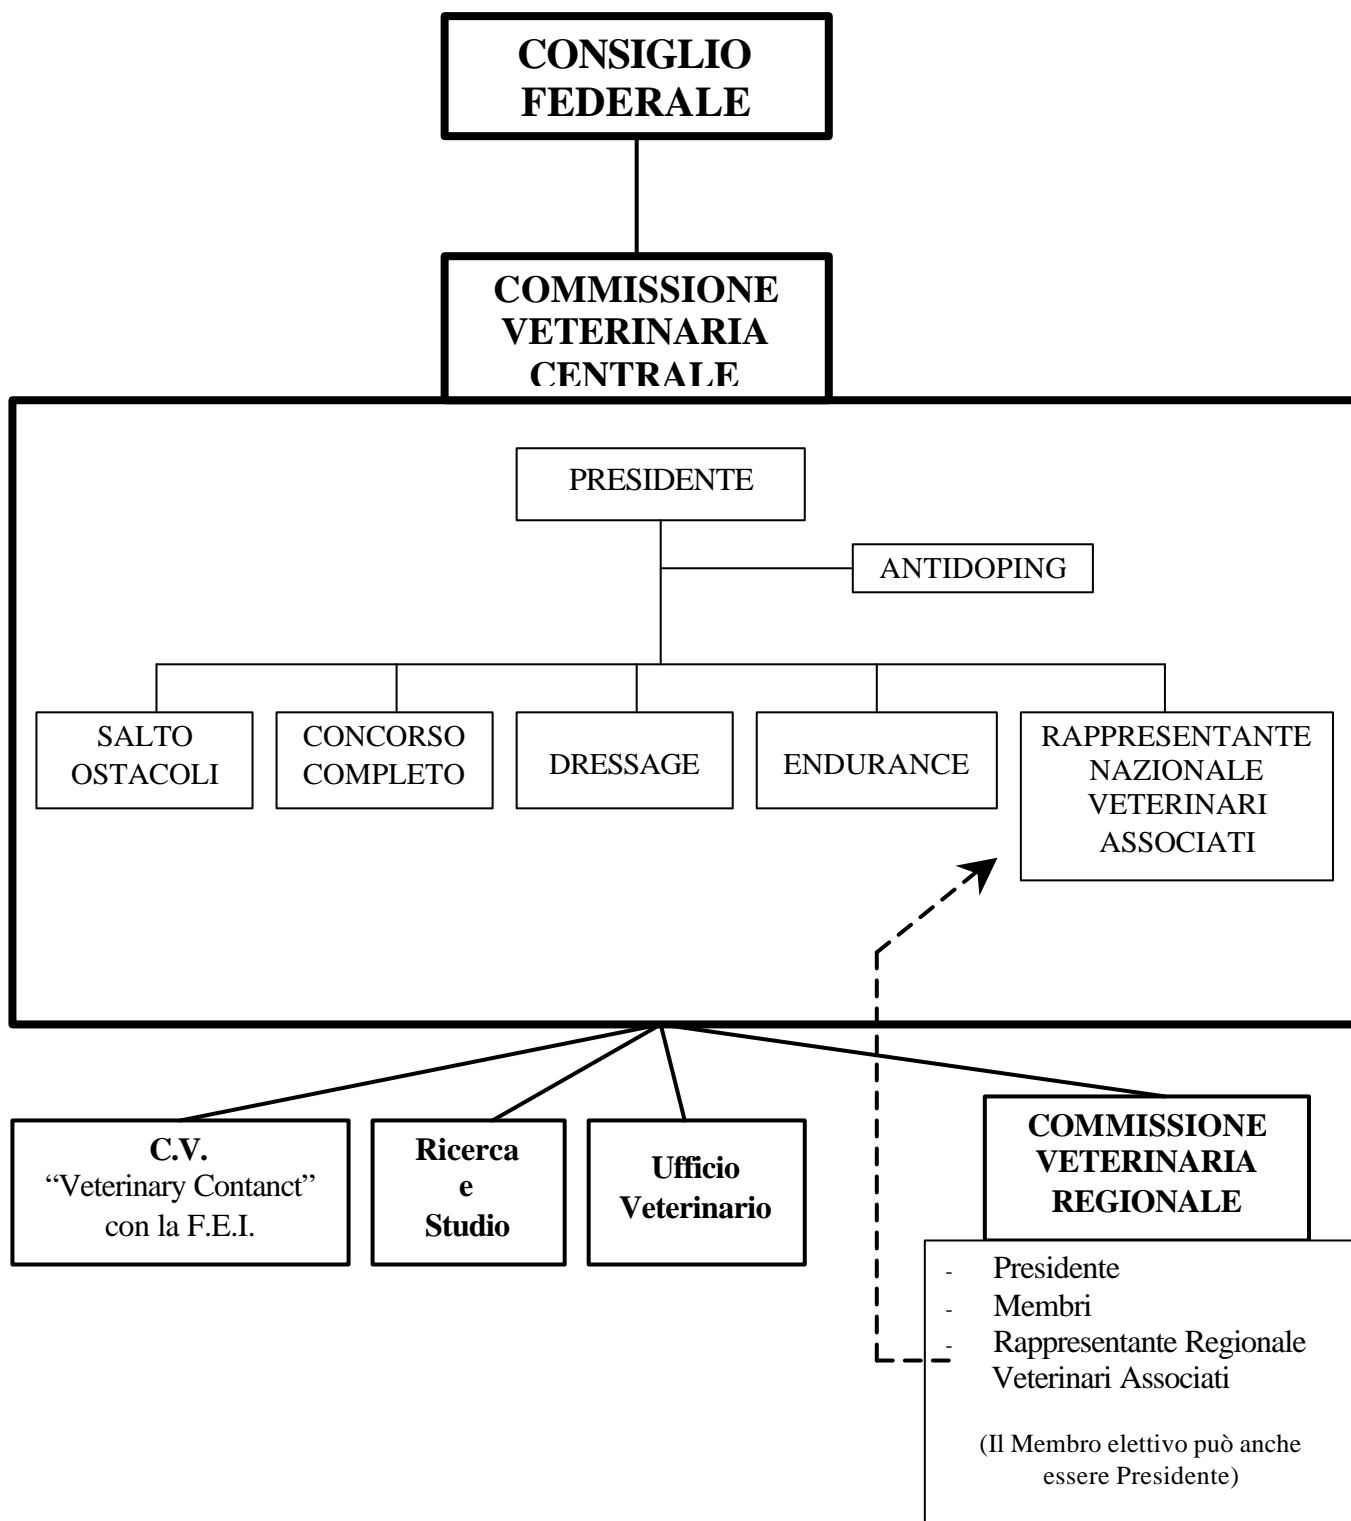 CONSIGLIO
FEDERALE
COMMISSIONE
VETERINARIA
CENTRALE
PRESIDENTE
ANTIDOPING
SALTO
OSTACOLI
CONCORSO
COMPLETO
DRESSAGE
ENDURANCE
RAPPRESENTANTE
NAZIONALE
VETERINARI
ASSOCIATI
C.V.
“Veterinary Contanct”
con la F.E.I.
Ricerca
e
Studio
Ufficio
Veterinario
COMMISSIONE
VETERINARIA
REGIONALE
- Presidente
- Membri
- Rappresentante Regionale
Veterinari Associati
(Il Membro elettivo può anche
essere Presidente)